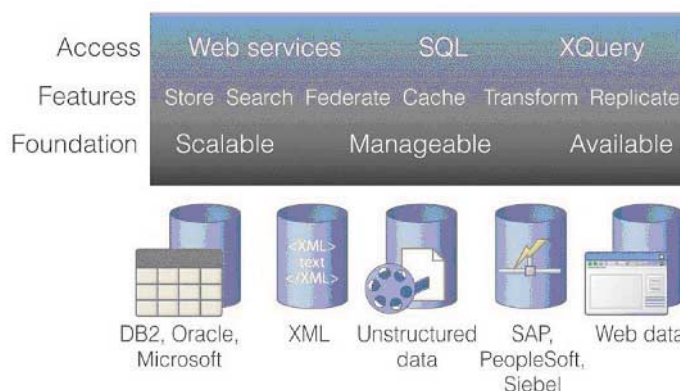 Access Web services SQL XQuery
Features Store Search Federate Cache Transform Replicate
Foundation Scalable Manageable Available
<XML>
text
</XML>
DB2, Oracle, Microsoft
XML
Unstructured data
SAP, PeopleSoft, Siebel
Web data